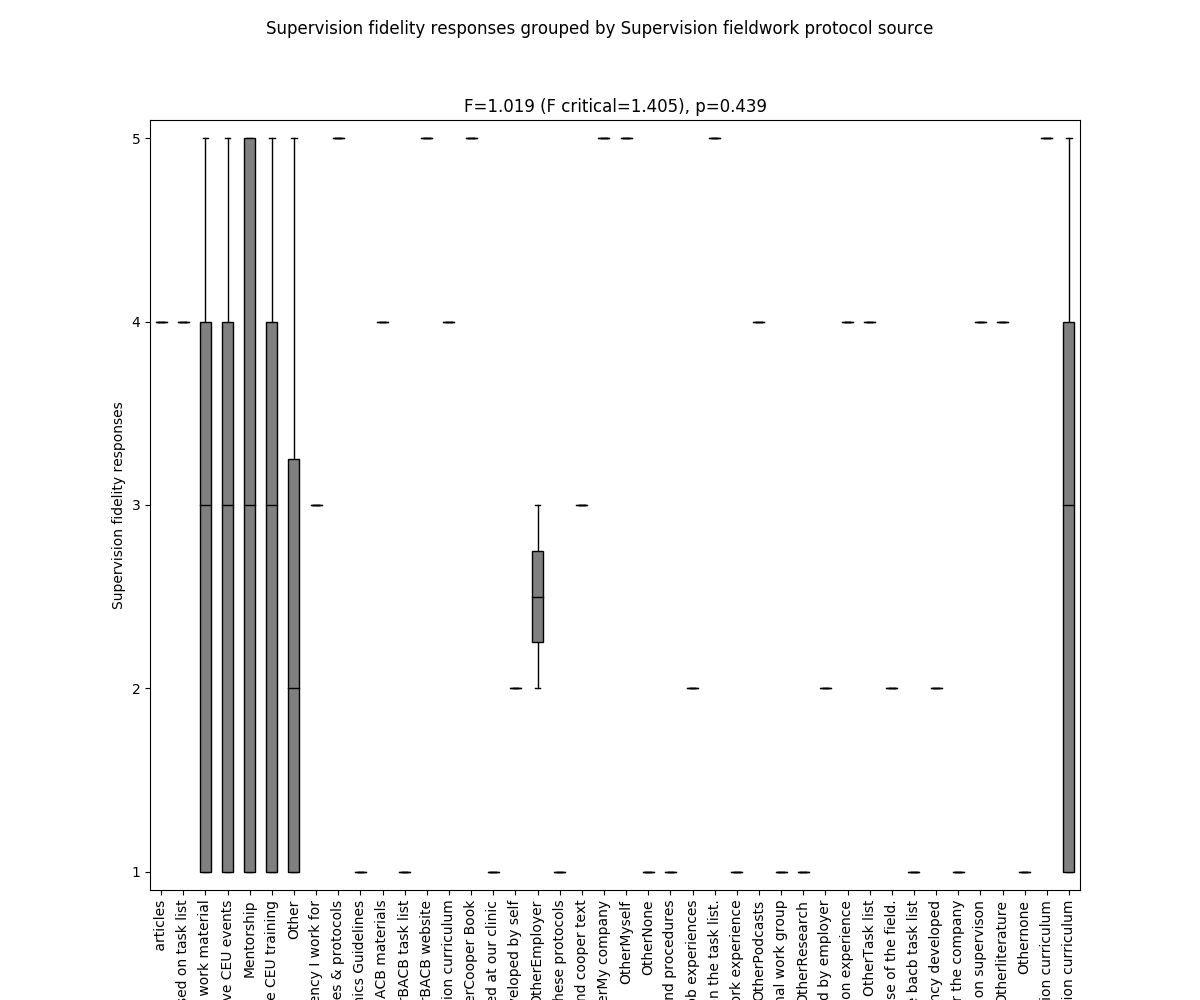 Supervision fidelity responses grouped by Supervision fieldwork protocol source
F=1.019 (F critical=1.405), p=0.439
Supervision fidelity responses
5
4
3
2
1
articles
sed on task list
work material
ve CEU events
Mentorship
e CEU training
Other
ency I work for
es & protocols
ics Guidelines
ACB materials
rBACB task list
rBACB website
ion curriculum
erCooper Book
ed at our clinic
veloped by self
OtherEmployer
hese protocols
nd cooper text
erMy company
OtherMyself
OtherNone
nd procedures
ob experiences
n the task list.
ork experience
OtherPodcasts
nal work group
OtherResearch
d by employer
on experience
OtherTask list
se of the field.
e bacb task list
ncy developed
r the company
on supervison
Otherliterature
Othernone
ion curriculum
ion curriculum